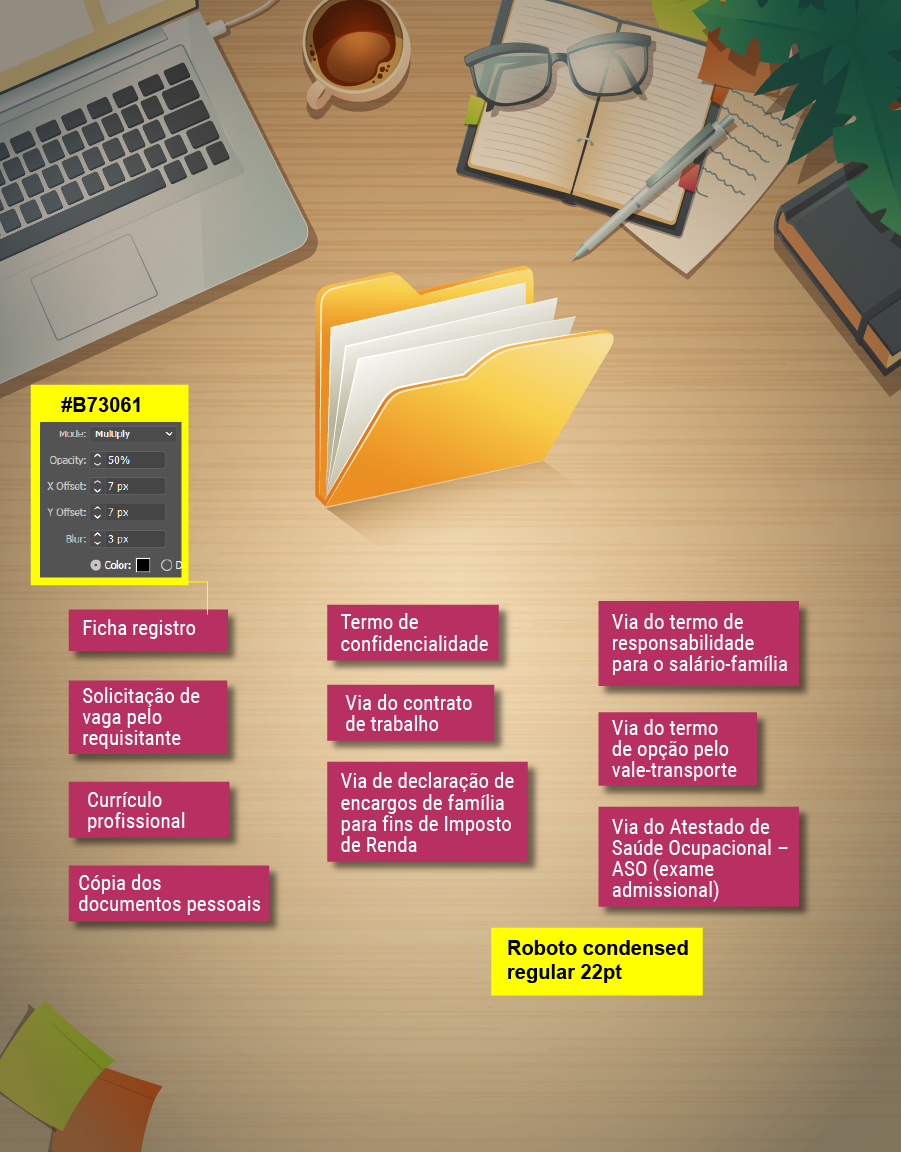 #B73061
Mode: Multiply
Opacity: 50%
X Offset: 7 px
Y Offset: 7 px
Blur: 3 px
Color: D
Ficha registro
Solicitação de
vaga pelo
requisitante
Currículo
profissional
Cópia dos
documentos pessoais
Termo de
confidencialidade
Via do contrato
de trabalho
Via de declaração de
encargos de família
para fins de Imposto
de Renda
Via do termo de
responsabilidade
para o salário-família
Via do termo
de opção pelo
vale-transporte
Via do Atestado de
Saúde Ocupacional –
ASO (exame
admissional)
Roboto condensed
regular 22pt